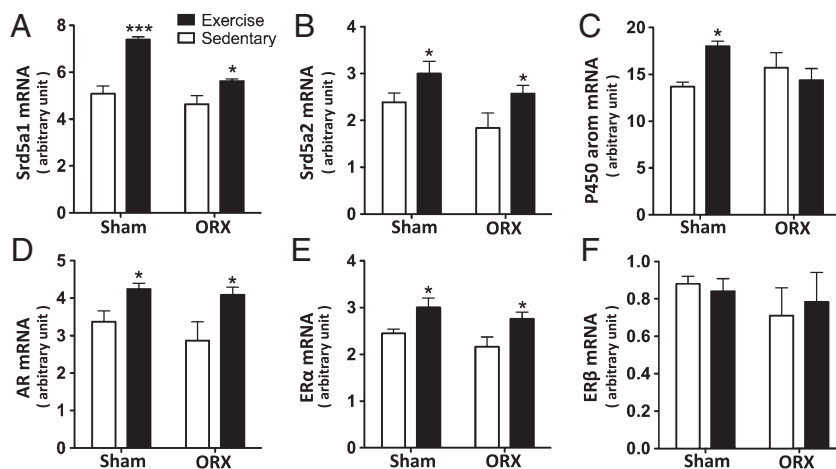 A
Srd5a1 mRNA
( arbitrary unit )
8
6
4
2
0
***
*
Sham
ORX
Exercise
Sedentary
B
Srd5a2 mRNA
( arbitrary unit )
4
3
2
1
0
*
*
Sham
ORX
C
P450 arom mRNA
( arbitrary unit )
20
15
10
5
0
*
Sham
ORX
D
AR mRNA
( arbitrary unit )
5
4
3
2
1
0
*
*
Sham
ORX
E
ERα mRNA
( arbitrary unit )
4
3
2
1
0
*
*
Sham
ORX
F
ERβ mRNA
( arbitrary unit )
1.0
0.8
0.6
0.4
0.2
0.0
Sham
ORX